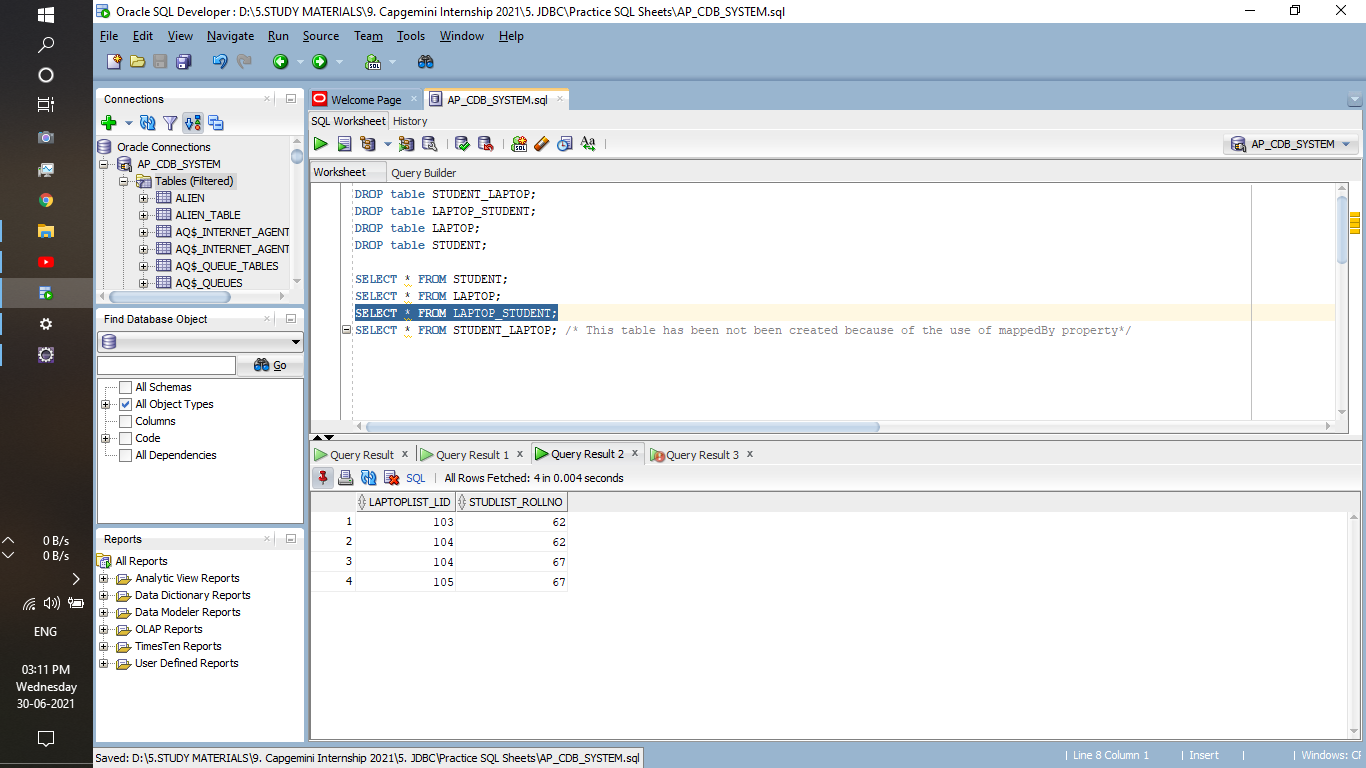 Oracle SQL Developer : D:\5.STUDY MATERIALS\9. Capgemini Internship 2021\5. JDBC\Practice SQL Sheets\AP_CDB_SYSTEM.sql
File Edit View Navigate Run Source Team Tools Window Help
Connections
Oracle Connections
AP_CDB_SYSTEM
Tables (Filtered)
ALIEN
ALIEN_TABLE
AQ$_INTERNET_AGENT
AQ$_INTERNET_AGENT
AQ$_QUEUE_TABLES
AQ$_QUEUES
Find Database Object
Go
All Schemas
All Object Types
Columns
Code
All Dependencies
Reports
All Reports
Analytic View Reports
Data Dictionary Reports
Data Modeler Reports
OLAP Reports
TimesTen Reports
User Defined Reports
Welcome Page AP_CDB_SYSTEM.sql
SQL Worksheet History
Aa
AP_CDB_SYSTEM
Worksheet Query Builder
DROP table STUDENT_LAPTOP;
DROP table LAPTOP_STUDENT;
DROP table LAPTOP;
DROP table STUDENT;
SELECT * FROM STUDENT;
SELECT * FROM LAPTOP;
SELECT * FROM LAPTOP_STUDENT;
SELECT * FROM STUDENT_LAPTOP; /* This table has been not been created because of the use of mappedBy property*/
Query Result x Query Result 1 x Query Result 2 x Query Result 3 x
SQL | All Rows Fetched: 4 in 0.004 seconds
LAPTOPLIST_LID STUDLIST_ROLLNO
1 103 62
2 104 62
3 104 67
4 105 67
Saved: D:\5.STUDY MATERIALS\9. Capgemini Internship 2021\5. JDBC\Practice SQL Sheets\AP_CDB_SYSTEM.sql
Line 8 Column 1 | Insert | Windows: CF
0 B/s
0 B/s
ENG
03:11 PM
Wednesday
30-06-2021